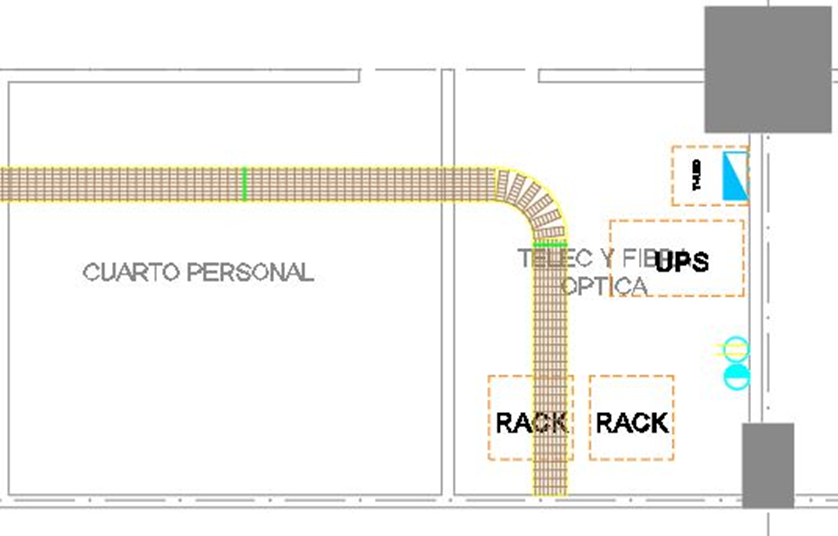 CUARTO PERSONAL
TELEC Y FIBRA
OPTICA
UPS
RACK
RACK